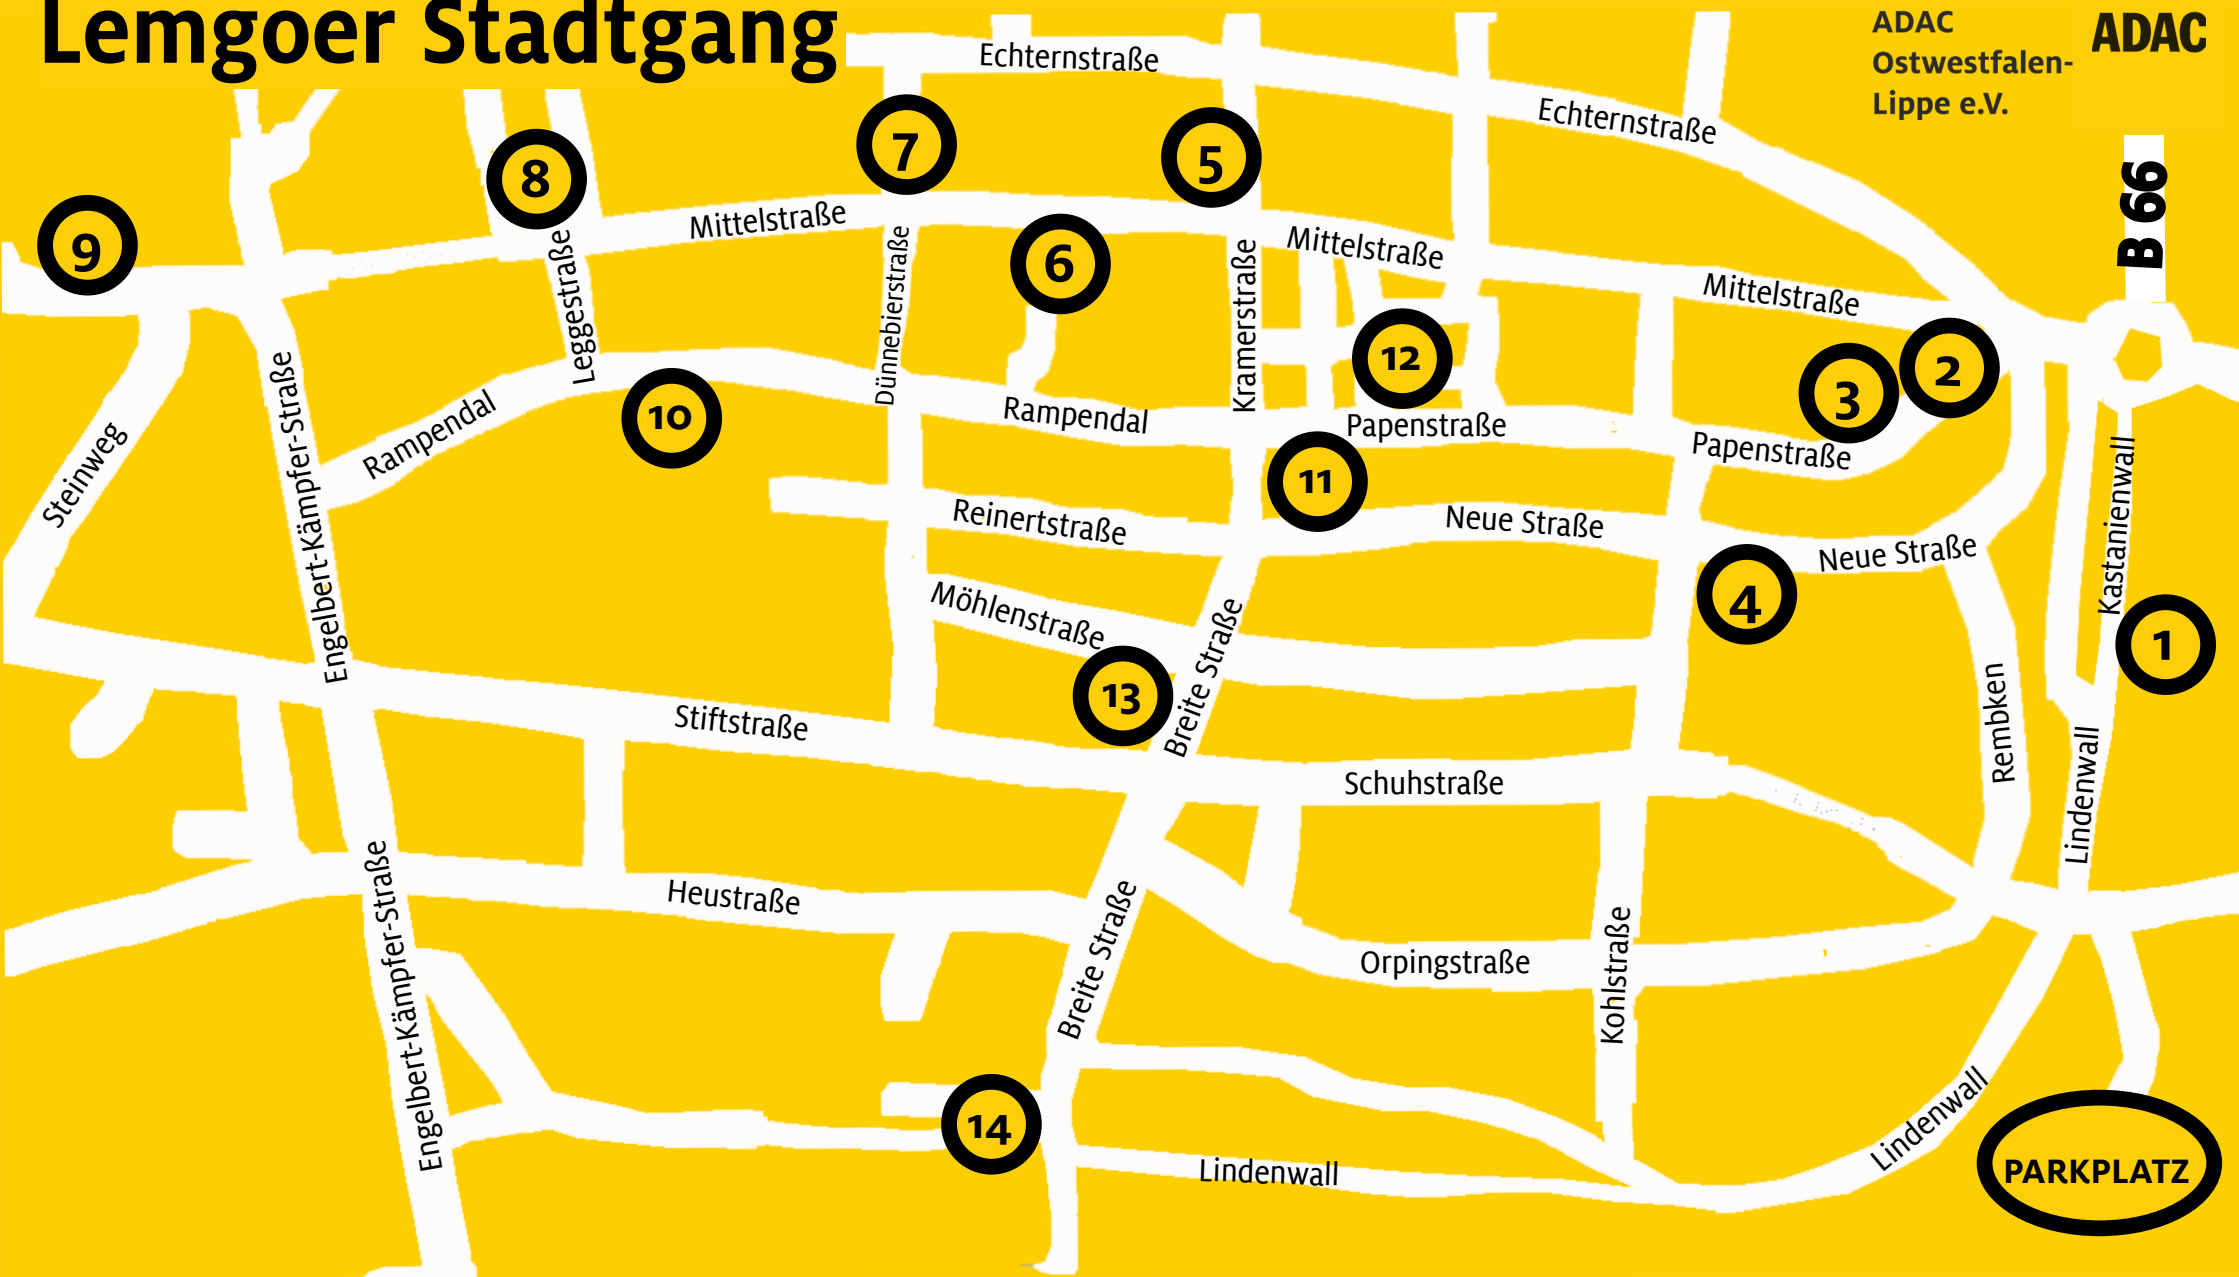 Lemgoer Stadtgang
ADAC
Ostwestfalen-
Lippe e.V.
ADAC
Echternstraße
Echternstraße
B 66
7
5
8
9
6
Mittelstraße
Mittelstraße
Mittelstraße
Leggestraße
Dünnebierstraße
Kramerstraße
12
3
2
10
Rampendal
Rampendal
Papenstraße
Papenstraße
Steinweg
Engelbert-Kämpfer-Straße
11
Reinertstraße
Neue Straße
Neue Straße
Kastanienwall
4
1
Möhlenstraße
13
Breite Straße
Rembken
Stiftstraße
Schuhstraße
Lindenwall
Heustraße
Engelbert-Kämpfer-Straße
Breite Straße
Orpingstraße
Kohlstraße
14
Lindenwall
Lindenwall
PARKPLATZ